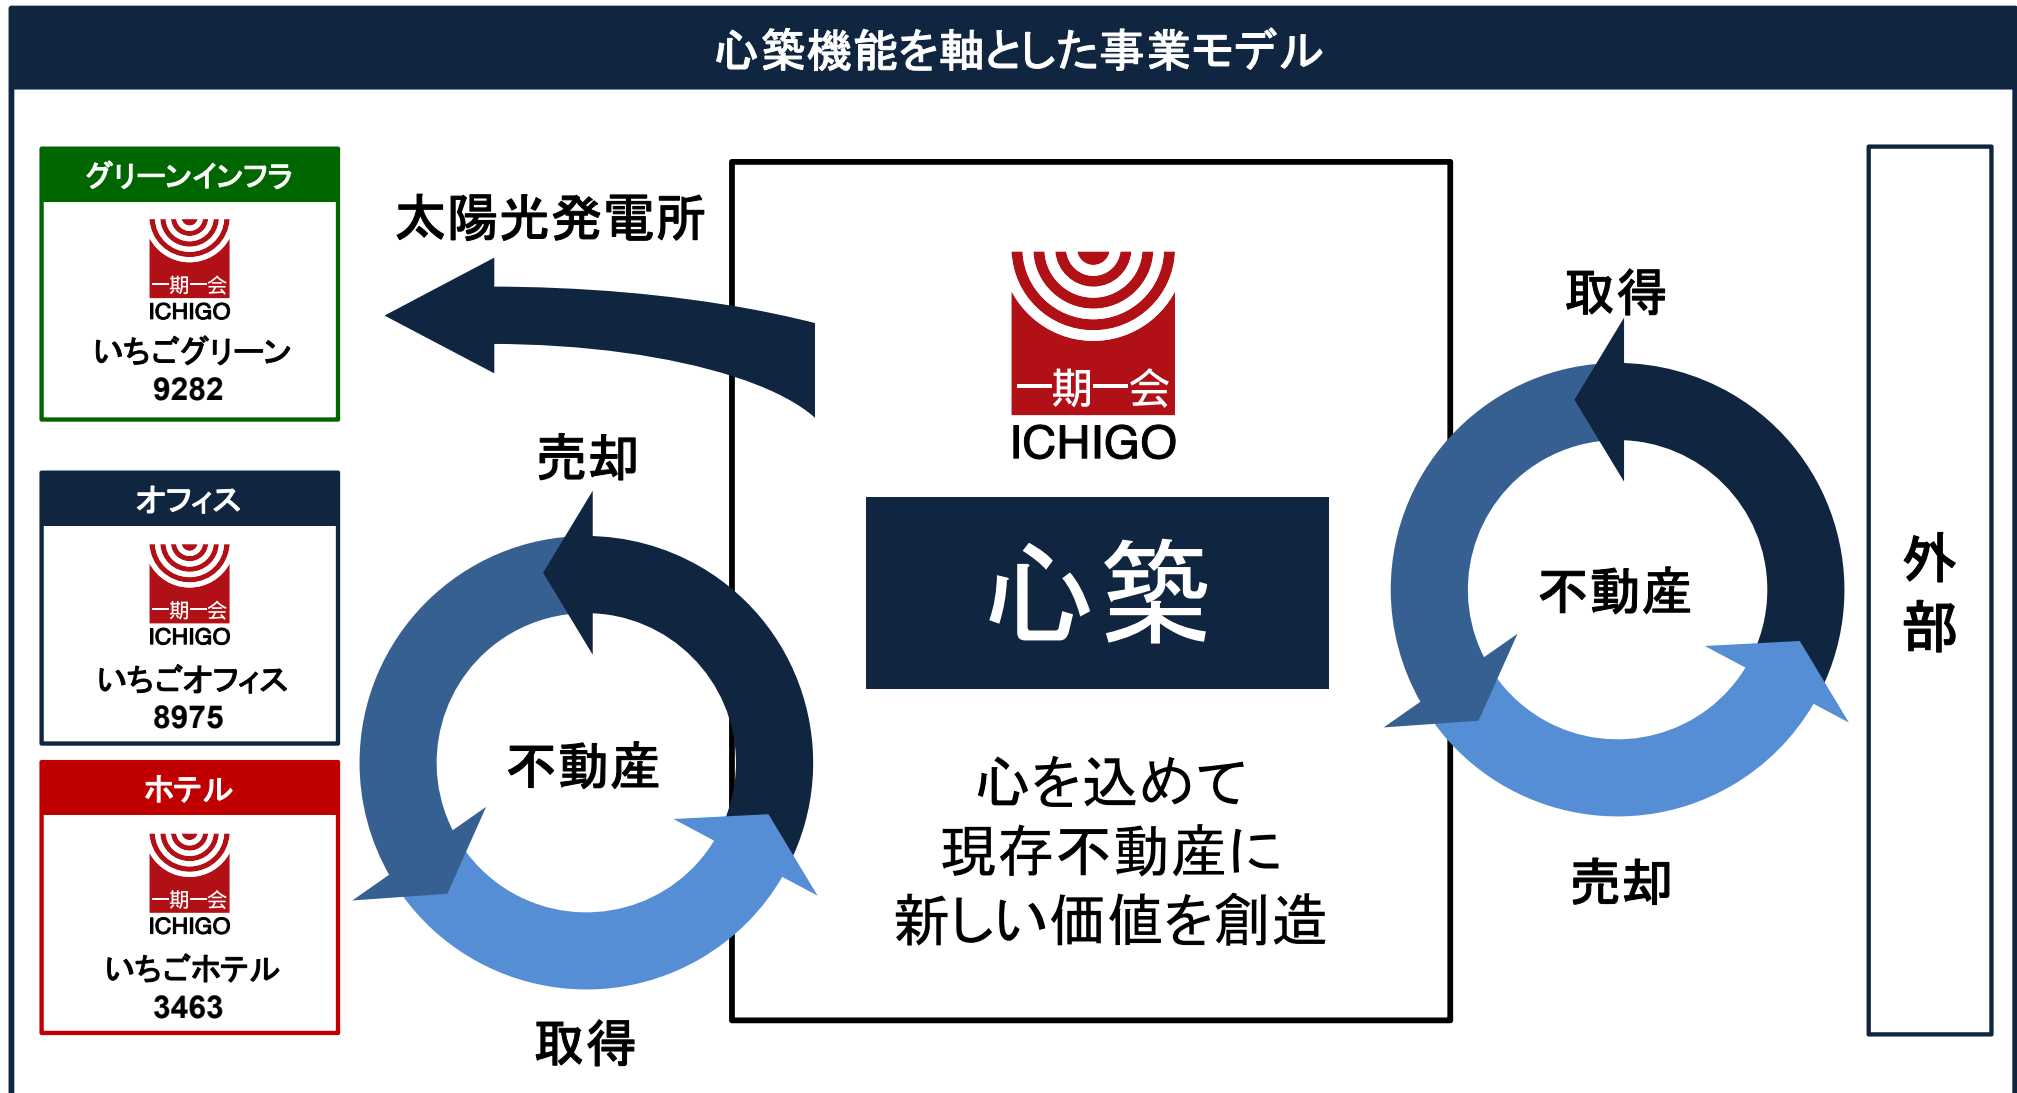 心築機能を軸とした事業モデル
グリーンインフラ
一期一会
ICHIGO
いちごグリーン
9282
オフィス
一期一会
ICHIGO
いちごオフィス
8975
ホテル
一期一会
ICHIGO
いちごホテル
3463
太陽光発電所
売却
不動産
取得
一期一会
ICHIGO
心築
心を込めて
現存不動産に
新しい価値を創造
取得
不動産
売却
外部